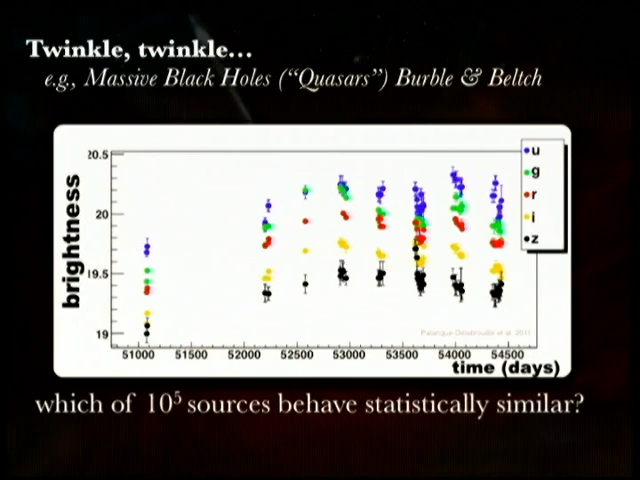 Twinkle, twinkle…
e.g., Massive Black Holes (“Quasars”) Burble & Beltch
brightness
20.5
20
19.5
19
u
g
r
i
z
Palanque-Delabrouille et al. 2011
51000 51500 52000 52500 53000 53500 54000 54500
time (days)
which of 10⁵ sources behave statistically similar?